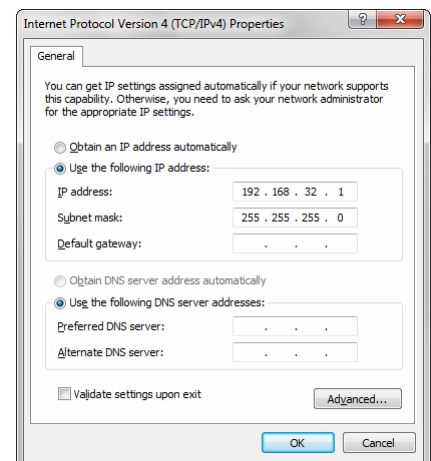 Internet Protocol Version 4 (TCP/IPv4) Properties
General
You can get IP settings assigned automatically if your network supports
this capability. Otherwise, you need to ask your network administrator
for the appropriate IP settings.
Obtain an IP address automatically
Use the following IP address:
IP address: 192 . 168 . 32 . 1
Subnet mask: 255 . 255 . 255 . 0
Default gateway: . . .
Obtain DNS server address automatically
Use the following DNS server addresses:
Preferred DNS server: . . .
Alternate DNS server: . . .
Validate settings upon exit
Advanced...
OK Cancel